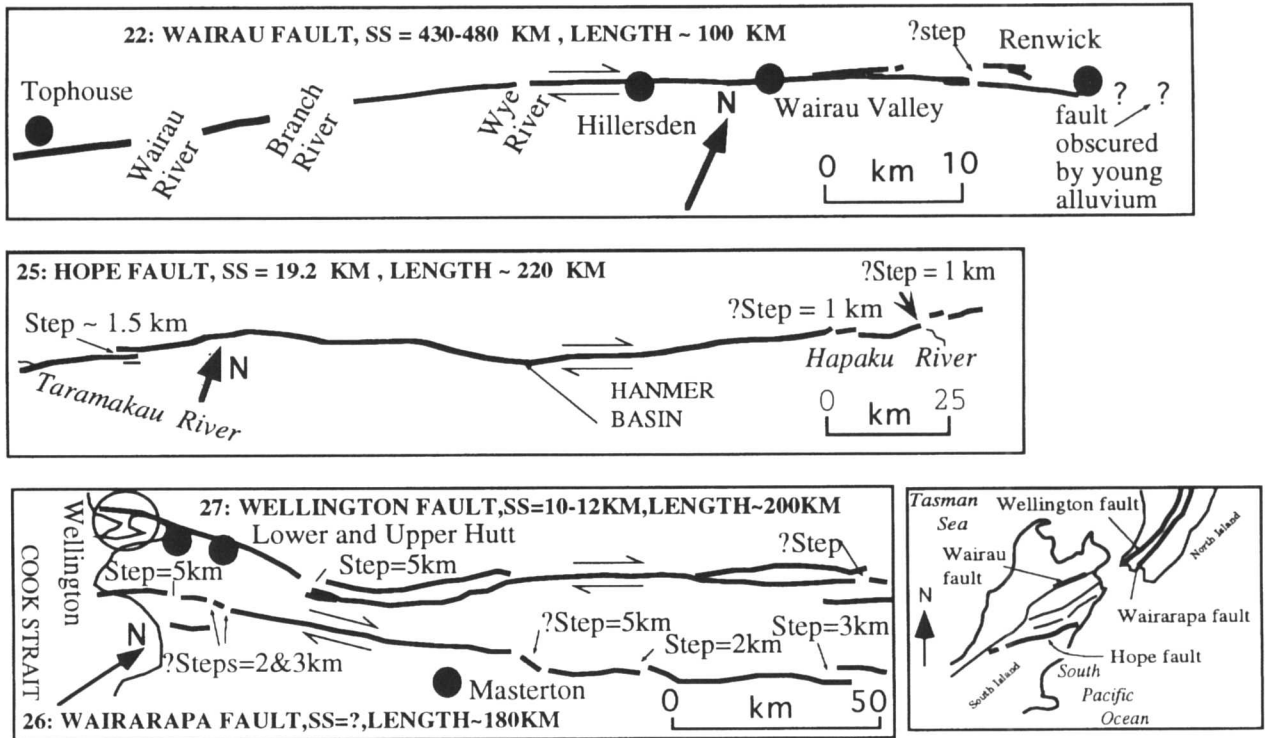 22: WAIRAU FAULT, SS = 430-480 KM , LENGTH ~ 100 KM
?step
Renwick
Tophouse
Wairau
River
Branch
River
Wye
River
Hillersden
N
Wairau Valley
? ?
fault
obscured
by young
alluvium
0 km 10
25: HOPE FAULT, SS = 19.2 KM , LENGTH ~ 220 KM
?Step = 1 km
?Step = 1 km
Step ~ 1.5 km
N
Taramakau River
Hapaku River
HANMER
BASIN
0 km 25
27: WELLINGTON FAULT,SS=10-12KM,LENGTH~200KM
Wellington
Lower and Upper Hutt
COOK STRAIT
Step=5km
Step=5km
?Step
N
?Steps=2&3km
?Step=5km
Step=2km
Step=3km
Masterton
0 km 50
26: WAIRARAPA FAULT,SS=?,LENGTH~180KM
Tasman
Sea
Wellington fault
North Island
Wairau
fault
N
Wairarapa fault
Hope fault
South Island
South
Pacific
Ocean